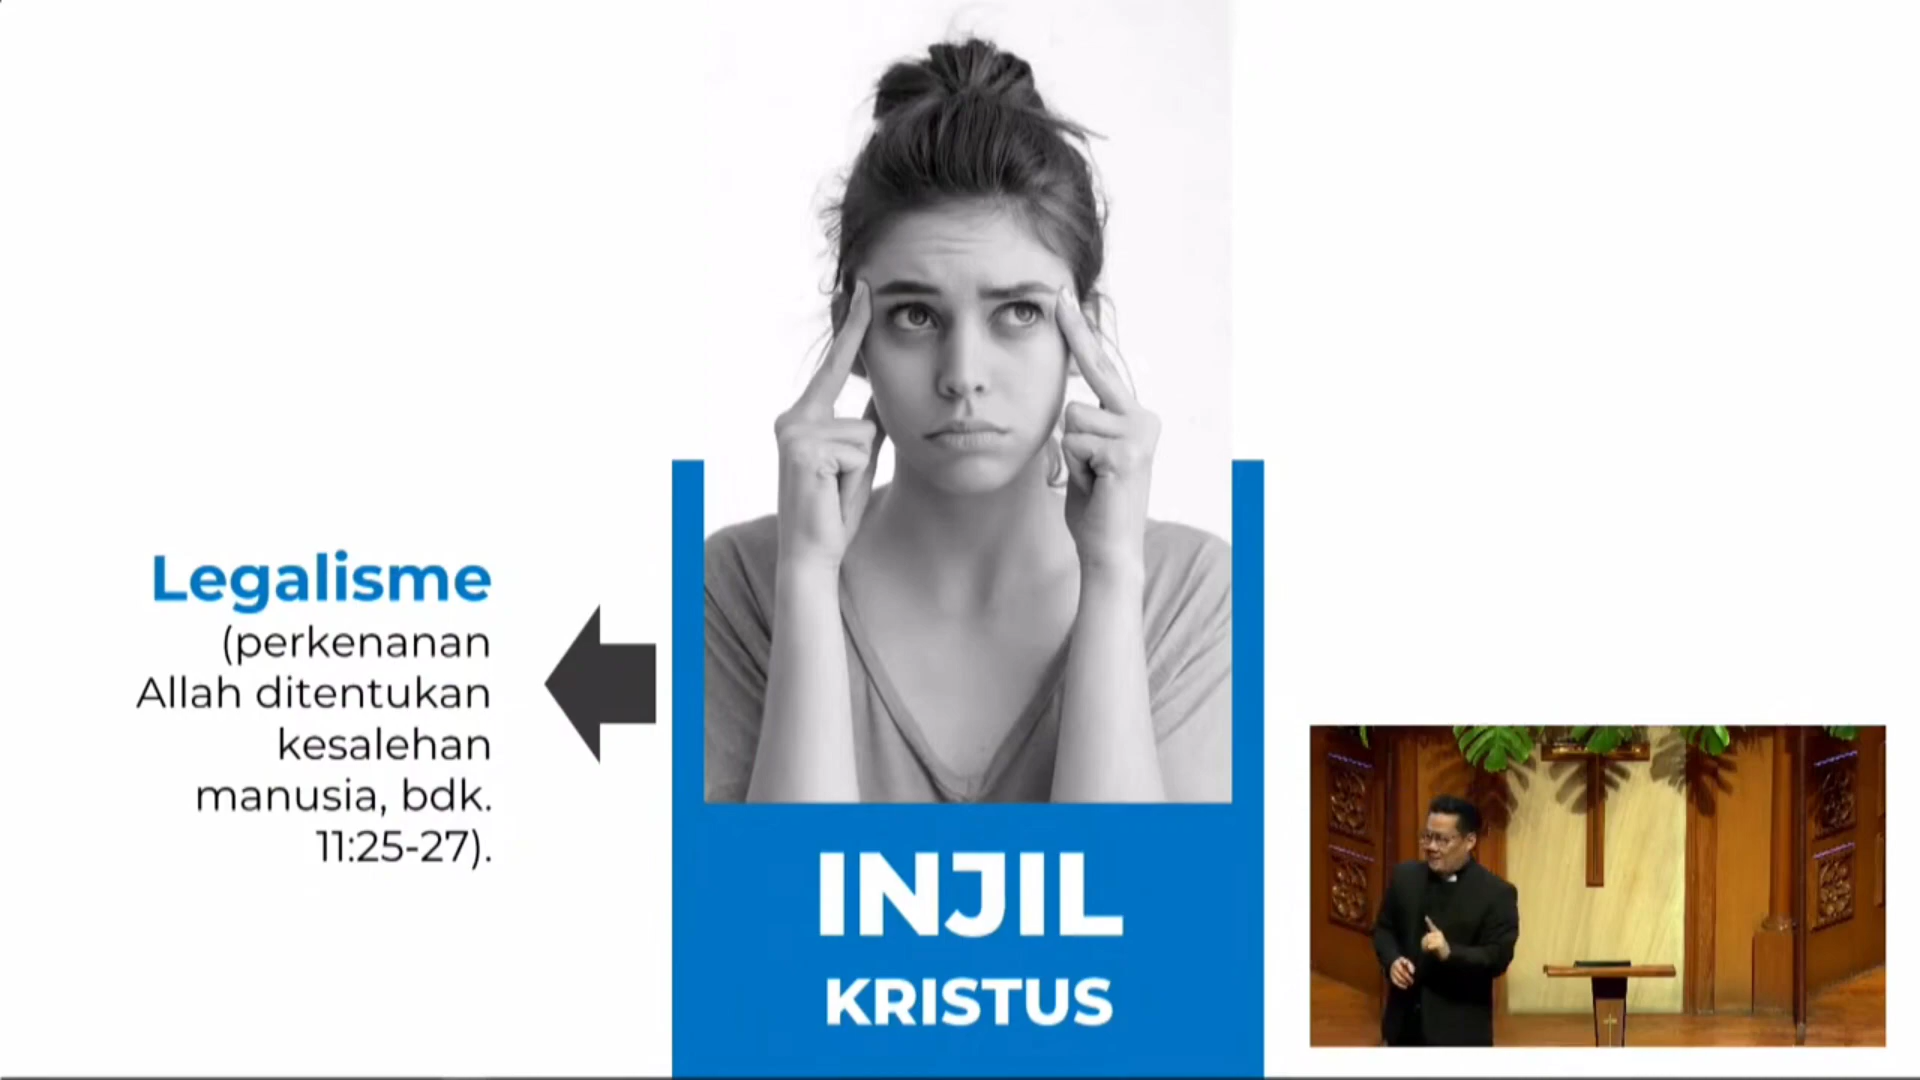 Legalisme
(perkenanan
Allah ditentukan
kesalehan
manusia, bdk.
11:25-27).
INJIL
KRISTUS